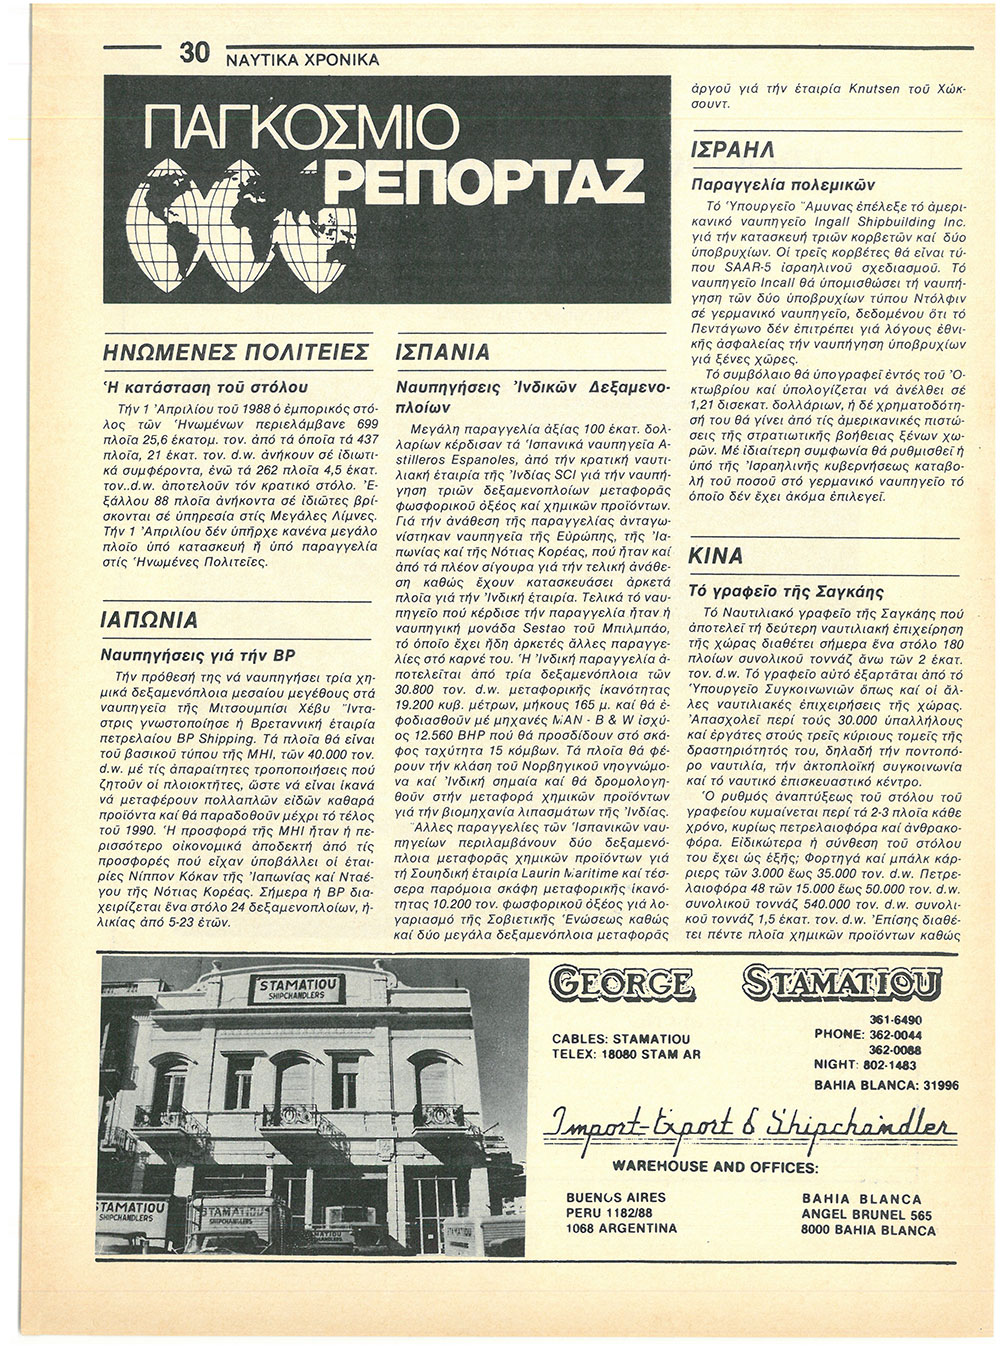 30 ΝΑΥΤΙΚΑ ΧΡΟΝΙΚΑ
ΠΑΓΚΟΣΜΙΟ
ΡΕΠΟΡΤΑΖ
ΗΝΩΜΕΝΕΣ ΠΟΛΙΤΕΙΕΣ
Ἡ κατάσταση τοῦ στόλου
Τήν 1 Ἀπριλίου τοῦ 1988 ὁ ἐμπορικός στό-
λος τῶν Ἡνωμένων περιελάμβανε 699
πλοῖα 25,6 ἑκατομ. τον. ἀπό τά ὁποῖα τά 437
πλοῖα, 21 ἑκατ. τον. d.w. ἀνήκουν σέ ἰδιωτι-
κά συμφέροντα, ἐνῶ τά 262 πλοῖα 4,5 ἑκατ.
τον..d.w. ἀποτελοῦν τόν κρατικό στόλο. Ἐ-
ξάλλου 88 πλοῖα ἀνήκοντα σέ ἰδιῶτες βρί-
σκονται σέ ὑπηρεσία στίς Μεγάλες Λίμνες.
Τήν 1 Ἀπριλίου δέν ὑπῆρχε κανένα μεγάλο
πλοῖο ὑπό κατασκευή ἤ ὑπό παραγγελία
στίς Ἡνωμένες Πολιτεῖες.
ΙΑΠΩΝΙΑ
Ναυπηγήσεις γιά τήν BP
Τήν πρόθεσή της νά ναυπηγήσει τρία χη-
μικά δεξαμενόπλοια μεσαίου μεγέθους στά
ναυπηγεῖα τῆς Μιτσουμπίσι Χέβυ Ἴντα-
στρις γνωστοποίησε ἡ Βρεταννική ἑταιρία
πετρελαίου BP Shipping. Τά πλοῖα θά εἶναι
τοῦ βασικοῦ τύπου τῆς MHI, τῶν 40.000 τον.
d.w. μέ τίς ἀπαραίτητες τροποποιήσεις πού
ζητοῦν οἱ πλοιοκτῆτες, ὥστε νά εἶναι ἱκανά
νά μεταφέρουν πολλαπλῶν εἰδῶν καθαρά
προϊόντα καί θά παραδοθοῦν μέχρι τό τέλος
τοῦ 1990. Ἡ προσφορά τῆς MHI ἦταν ἡ πε-
ρισσότερο οἰκονομικά ἀποδεκτή ἀπό τίς
προσφορές πού εἶχαν ὑποβάλλει οἱ ἑται-
ρίες Νίππον Κόκαν τῆς Ἰαπωνίας καί Νταέ-
γου τῆς Νότιας Κορέας. Σήμερα ἡ BP δια-
χειρίζεται ἕνα στόλο 24 δεξαμενοπλοίων, ἡ-
λικίας ἀπό 5-23 ἐτῶν.
ΙΣΠΑΝΙΑ
Ναυπηγήσεις Ἰνδικῶν Δεξαμενο-
πλοίων
Μεγάλη παραγγελία ἀξίας 100 ἑκατ. δολ-
λαρίων κέρδισαν τά Ἱσπανικά ναυπηγεῖα A-
stilleros Espanoles, ἀπό τήν κρατική ναυτι-
λιακή ἑταιρία τῆς Ἰνδίας SCI γιά τήν ναυπή-
γηση τριῶν δεξαμενοπλοίων μεταφορᾶς
φωσφορικοῦ ὀξέος καί χημικῶν προϊόντων.
Γιά τήν ἀνάθεση τῆς παραγγελίας ἀνταγω-
νίστηκαν ναυπηγεῖα τῆς Εὐρώπης, τῆς Ἰα-
πωνίας καί τῆς Νότιας Κορέας, πού ἦταν καί
ἀπό τά πλέον σίγουρα γιά τήν τελική ἀνάθε-
ση καθώς ἔχουν κατασκευάσει ἀρκετά
πλοῖα γιά τήν Ἰνδική ἑταιρία. Τελικά τό ναυ-
πηγεῖο πού κέρδισε τήν παραγγελία ἦταν ἡ
ναυπηγική μονάδα Sestao τοῦ Μπιλμπάο,
τό ὁποῖο ἔχει ἤδη ἀρκετές ἄλλες παραγγε-
λίες στό καρνέ του. Ἡ Ἰνδική παραγγελία ἀ-
ποτελεῖται ἀπό τρία δεξαμενόπλοια τῶν
30.800 τον. d.w. μεταφορικῆς ἱκανότητας
19.200 κυβ. μέτρων, μήκους 165 μ. καί θά ἐ-
φοδιασθοῦν μέ μηχανές MAN - B & W ἰσχύ-
ος 12.560 BHP πού θά προσδίδουν στό σκά-
φος ταχύτητα 15 κόμβων. Τά πλοῖα θά φέ-
ρουν τήν κλάση τοῦ Νορβηγικοῦ νηογνώμο-
να καί Ἰνδική σημαία καί θά δρομολογη-
θοῦν στήν μεταφορά χημικῶν προϊόντων
γιά τήν βιομηχανία λιπασμάτων τῆς Ἰνδίας.
Ἄλλες παραγγελίες τῶν Ἱσπανικῶν ναυ-
πηγείων περιλαμβάνουν δύο δεξαμενό-
πλοια μεταφορᾶς χημικῶν προϊόντων γιά
τή Σουηδική ἑταιρία Laurin Maritime καί τέσ-
σερα παρόμοια σκάφη μεταφορικῆς ἱκανό-
τητας 10.200 τον. φωσφορικοῦ ὀξέος γιά λο-
γαριασμό τῆς Σοβιετικῆς Ἑνώσεως καθώς
καί δύο μεγάλα δεξαμενόπλοια μεταφορᾶς
ἀργοῦ γιά τήν ἑταιρία Knutsen τοῦ Χώκ-
σουντ.
ΙΣΡΑΗΛ
Παραγγελία πολεμικῶν
Τό Ὑπουργεῖο Ἄμυνας ἐπέλεξε τό ἀμερι-
κανικό ναυπηγεῖο Ingall Shipbuilding Inc.
γιά τήν κατασκευή τριῶν κορβετῶν καί δύο
ὑποβρυχίων. Οἱ τρεῖς κορβέτες θά εἶναι τύ-
που SAAR-5 ἰσραηλινοῦ σχεδιασμοῦ. Τό
ναυπηγεῖο Incall θά ὑπομισθώσει τή ναυπή-
γηση τῶν δύο ὑποβρυχίων τύπου Ντόλφιν
σέ γερμανικό ναυπηγεῖο, δεδομένου ὅτι τό
Πεντάγωνο δέν ἐπιτρέπει γιά λόγους ἐθνι-
κῆς ἀσφαλείας τήν ναυπήγηση ὑποβρυχίων
γιά ξένες χῶρες.
Τό συμβόλαιο θά ὑπογραφεῖ ἐντός τοῦ Ὀ-
κτωβρίου καί ὑπολογίζεται νά ἀνέλθει σέ
1,21 δισεκατ. δολλάριων, ἡ δέ χρηματοδότη-
σή του θά γίνει ἀπό τίς ἀμερικανικές πιστώ-
σεις τῆς στρατιωτικῆς βοήθειας ξένων χω-
ρῶν. Μέ ἰδιαίτερη συμφωνία θά ρυθμισθεῖ ἡ
ὑπό τῆς Ἰσραηλινῆς κυβερνήσεως καταβο-
λή τοῦ ποσοῦ στό γερμανικό ναυπηγεῖο τό
ὁποῖο δέν ἔχει ἀκόμα ἐπιλεγεῖ.
ΚΙΝΑ
Τό γραφεῖο τῆς Σαγκάης
Τό Ναυτιλιακό γραφεῖο τῆς Σαγκάης πού
ἀποτελεῖ τή δεύτερη ναυτιλιακή ἐπιχείρηση
τῆς χώρας διαθέτει σήμερα ἕνα στόλο 180
πλοίων συνολικοῦ τοννάζ ἄνω τῶν 2 ἑκατ.
τον. d.w. Τό γραφεῖο αὐτό ἐξαρτᾶται ἀπό τό
Ὑπουργεῖο Συγκοινωνιῶν ὅπως καί οἱ ἄλ-
λες ναυτιλιακές ἐπιχειρήσεις τῆς χώρας.
Ἀπασχολεῖ περί τούς 30.000 ὑπαλλήλους
καί ἐργάτες στούς τρεῖς κύριους τομεῖς τῆς
δραστηριότητός του, δηλαδή τήν ποντοπό-
ρο ναυτιλία, τήν ἀκτοπλοϊκή συγκοινωνία
καί τό ναυτικό ἐπισκευαστικό κέντρο.
Ὁ ρυθμός ἀναπτύξεως τοῦ στόλου τοῦ
γραφείου κυμαίνεται περί τά 2-3 πλοῖα κάθε
χρόνο, κυρίως πετρελαιοφόρα καί ἀνθρακο-
φόρα. Εἰδικώτερα ἡ σύνθεση τοῦ στόλου
του ἔχει ὡς ἑξῆς; Φορτηγά καί μπάλκ κάρ-
ριερς τῶν 3.000 ἕως 35.000 τον. d.w. Πετρε-
λαιοφόρα 48 τῶν 15.000 ἕως 50.000 τον. d.w.
συνολικοῦ τοννάζ 540.000 τον. d.w. συνολι-
κοῦ τοννάζ 1,5 ἑκατ. τον. d.w. Ἐπίσης διαθέ-
τει πέντε πλοῖα χημικῶν προϊόντων καθώς
STAMATIOU
SHIPCHANDLERS
STAMATIOU
SHIPCHANDLERS
STAMATIOU
SHIPCHANDLERS
STAMATIOU
GEORGE STAMATIOU
CABLES: STAMATIOU
TELEX: 18080 STAM AR
361-6490
PHONE: 362-0044
362-0088
NIGHT: 802-1483
BAHIA BLANCA: 31996
Import-Export & Shipchandler
WAREHOUSE AND OFFICES:
BUENOS AIRES
PERU 1182/88
1068 ARGENTINA
BAHIA BLANCA
ANGEL BRUNEL 565
8000 BAHIA BLANCA